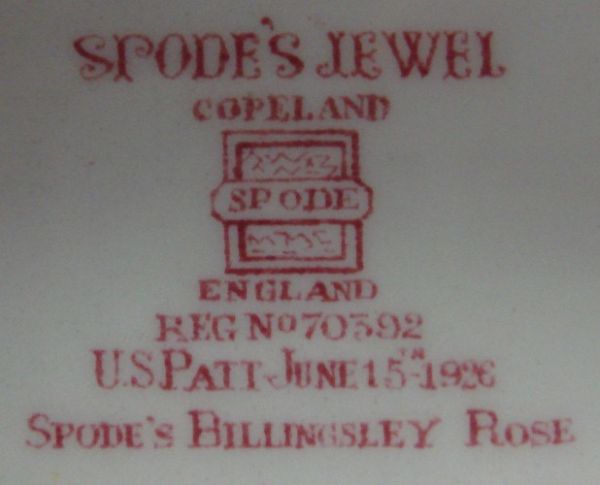 SPODE'S JEWEL
COPELAND
SPODE
ENGLAND
REG Nº 70392
U.S. PATT-JUNE 15TH-1926
SPODE'S BILLINGSLEY ROSE